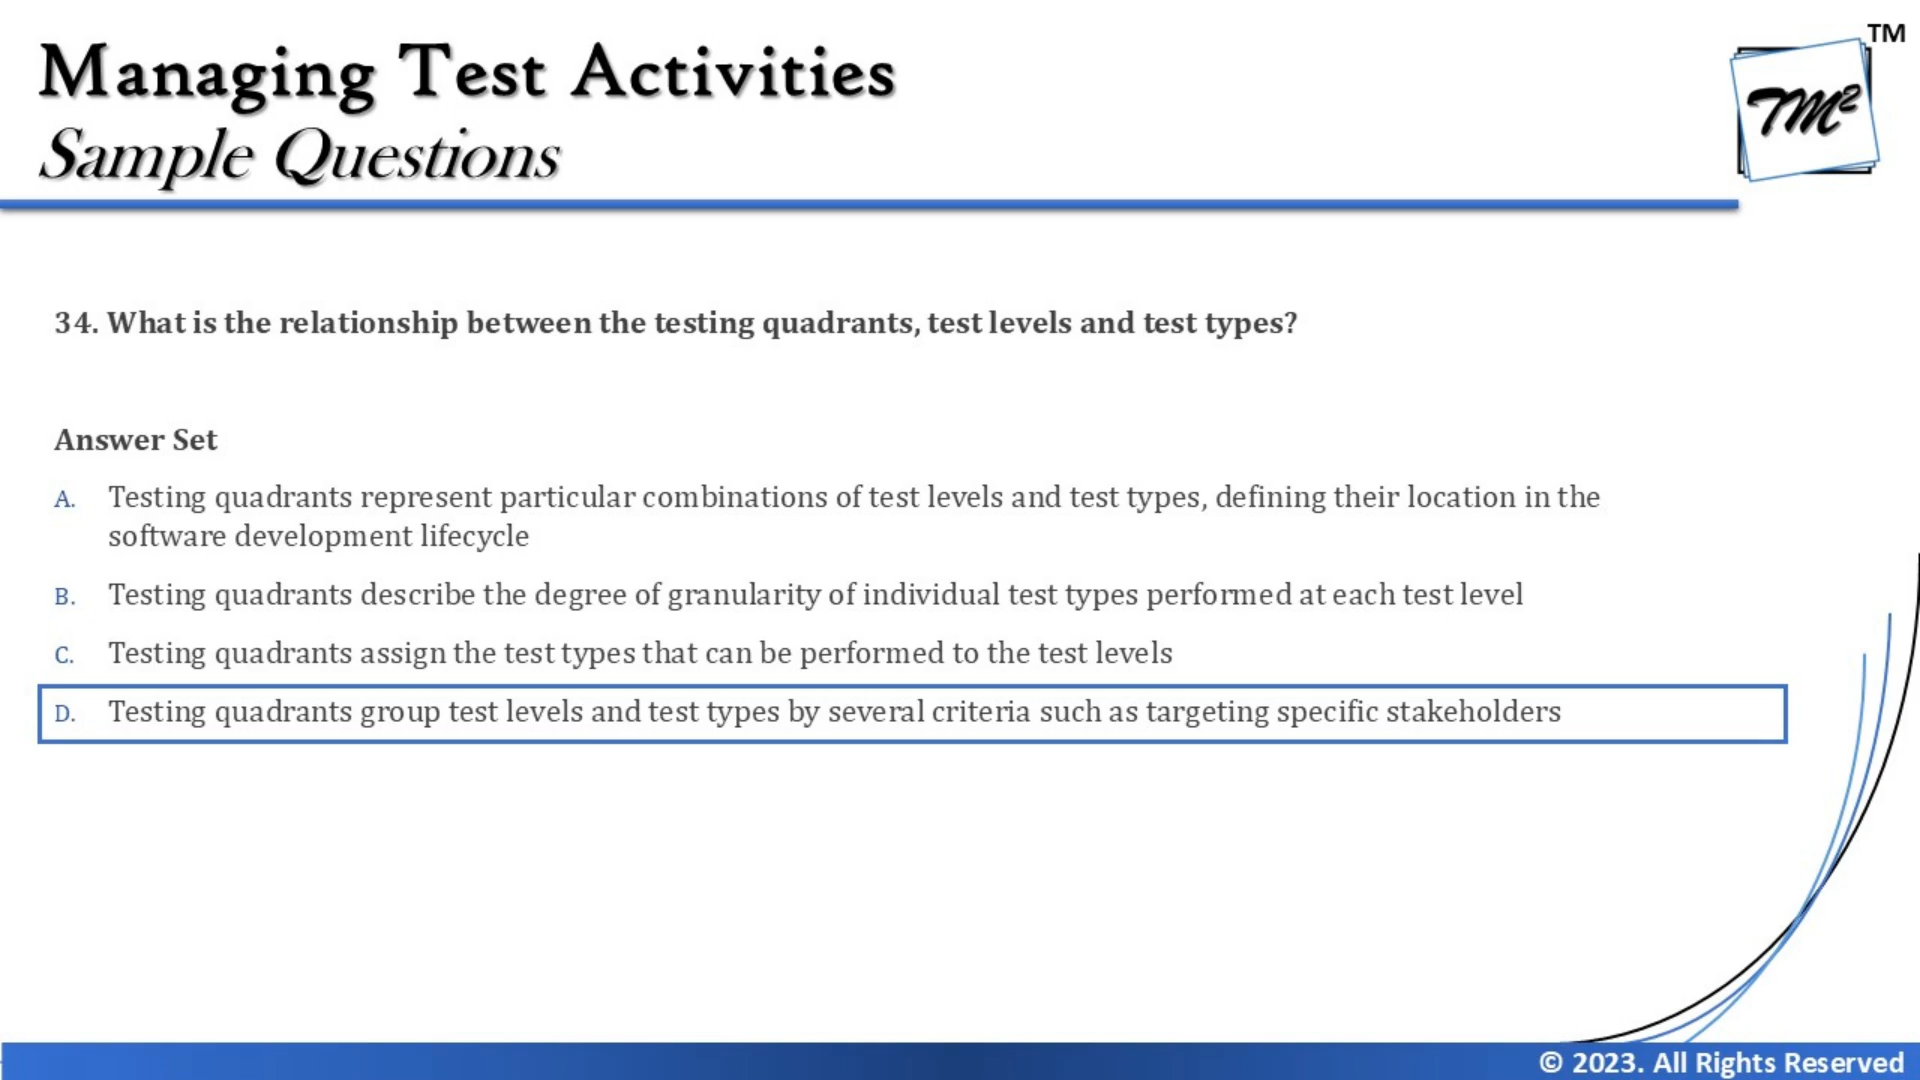 Managing Test Activities
Sample Questions
TM
TM²
34. What is the relationship between the testing quadrants, test levels and test types?
Answer Set
A. Testing quadrants represent particular combinations of test levels and test types, defining their location in the
software development lifecycle
B. Testing quadrants describe the degree of granularity of individual test types performed at each test level
C. Testing quadrants assign the test types that can be performed to the test levels
D. Testing quadrants group test levels and test types by several criteria such as targeting specific stakeholders
© 2023. All Rights Reserved